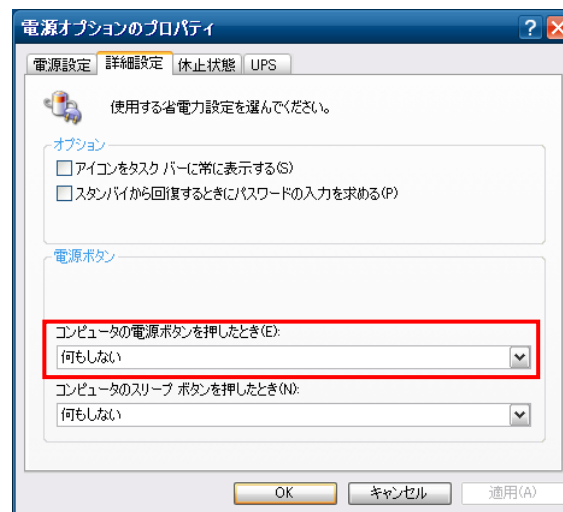 電源オプションのプロパティ
電源設定 詳細設定 休止状態 UPS
使用する省電力設定を選んでください。
オプション
アイコンをタスク バーに常に表示する(S)
スタンバイから回復するときにパスワードの入力を求める(P)
電源ボタン
コンピュータの電源ボタンを押したとき(E):
何もしない
コンピュータのスリープ ボタンを押したとき(N):
何もしない
OK キャンセル 適用(A)